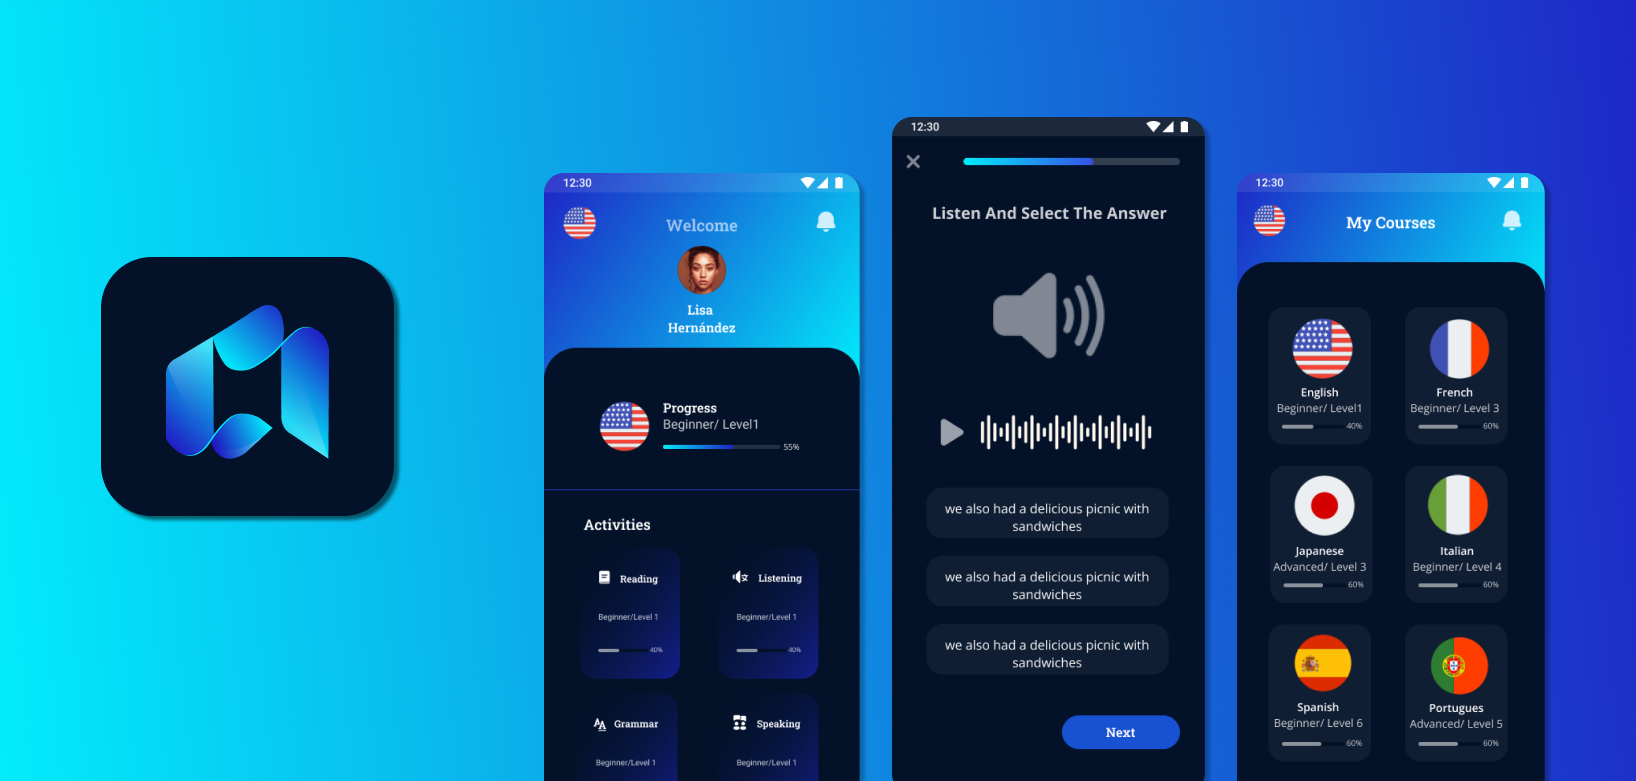 12:30
Welcome
Lisa
Hernández
Progress
Beginner/ Level1
55%
Activities
Reading
Beginner/Level 1
40%
Listening
Beginner/Level 1
40%
Grammar
Beginner/Level 1
Speaking
Beginner/Level 1
12:30
Listen And Select The Answer
we also had a delicious picnic with
sandwiches
we also had a delicious picnic with
sandwiches
we also had a delicious picnic with
sandwiches
Next
12:30
My Courses
English
Beginner/ Level1
40%
French
Beginner/ Level 3
60%
Japanese
Advanced/ Level 3
60%
Italian
Beginner/ Level 4
60%
Spanish
Beginner/ Level 6
60%
Portugues
Advanced/ Level 5
60%